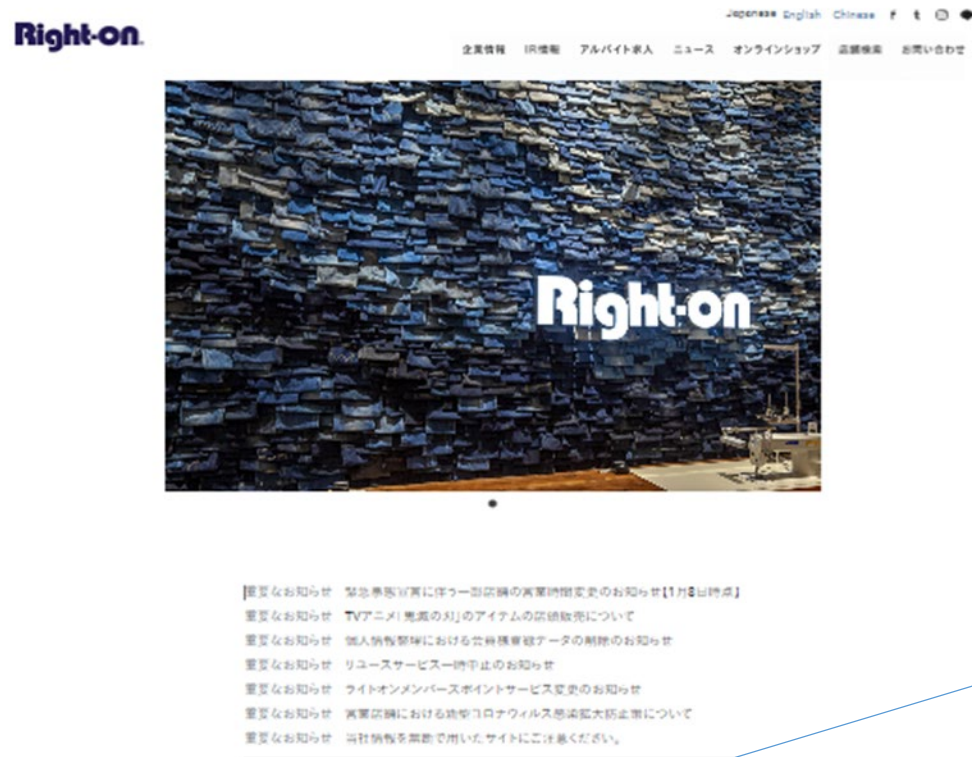 Japanese English Chinese
Right-on.
企業情報 IR情報 アルバイト求人 ニュース オンラインショップ 店舗検索 お問い合わせ
Right-on
重要なお知らせ 緊急事態宣言に伴う一部店舗の営業時間変更のお知らせ【1月8日時点】
重要なお知らせ TVアニメ「鬼滅の刃」のアイテムの店頭販売について
重要なお知らせ 個人情報整理における会員様登録データの削除のお知らせ
重要なお知らせ リユースサービス一時中止のお知らせ
重要なお知らせ ライトオンメンバーズポイントサービス変更のお知らせ
重要なお知らせ 営業店舗における新型コロナウィルス感染拡大防止策について
重要なお知らせ 当社情報を無断で用いたサイトにご注意ください。